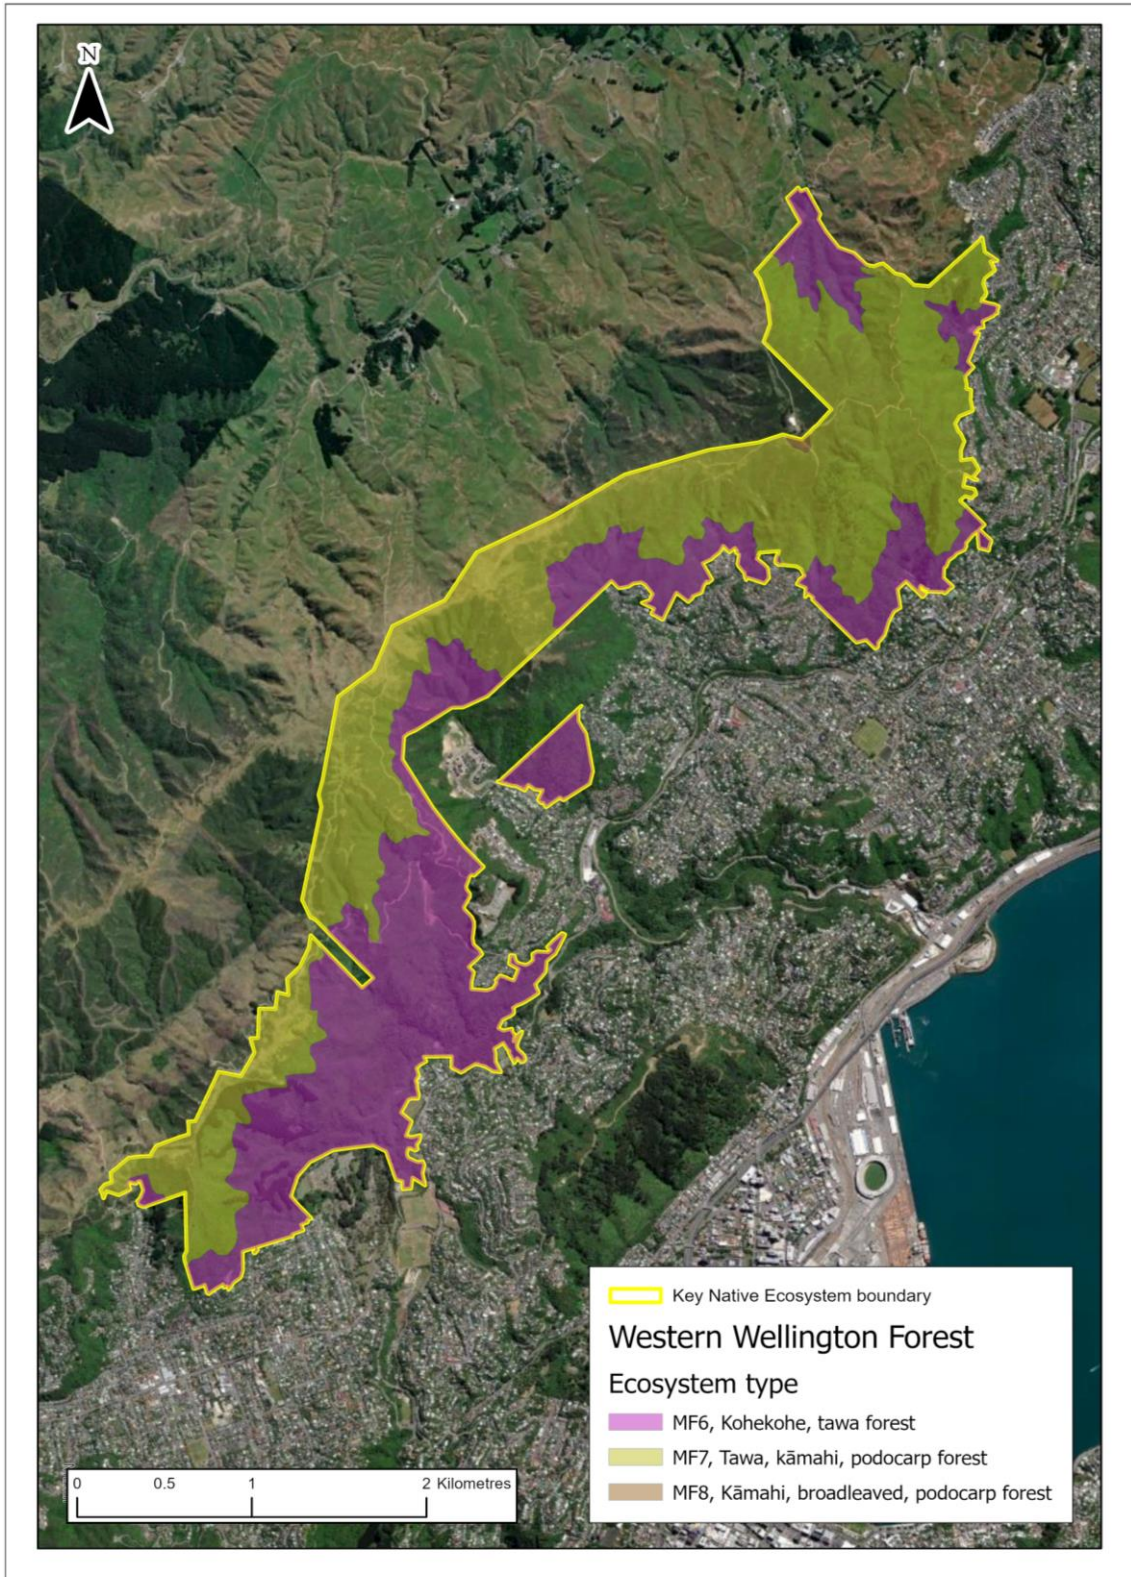 N
Key Native Ecosystem boundary
Western Wellington Forest
Ecosystem type
MF6, Kohekohe, tawa forest
MF7, Tawa, kāmahi, podocarp forest
MF8, Kāmahi, broadleaved, podocarp forest
0 0.5 1 2 Kilometres